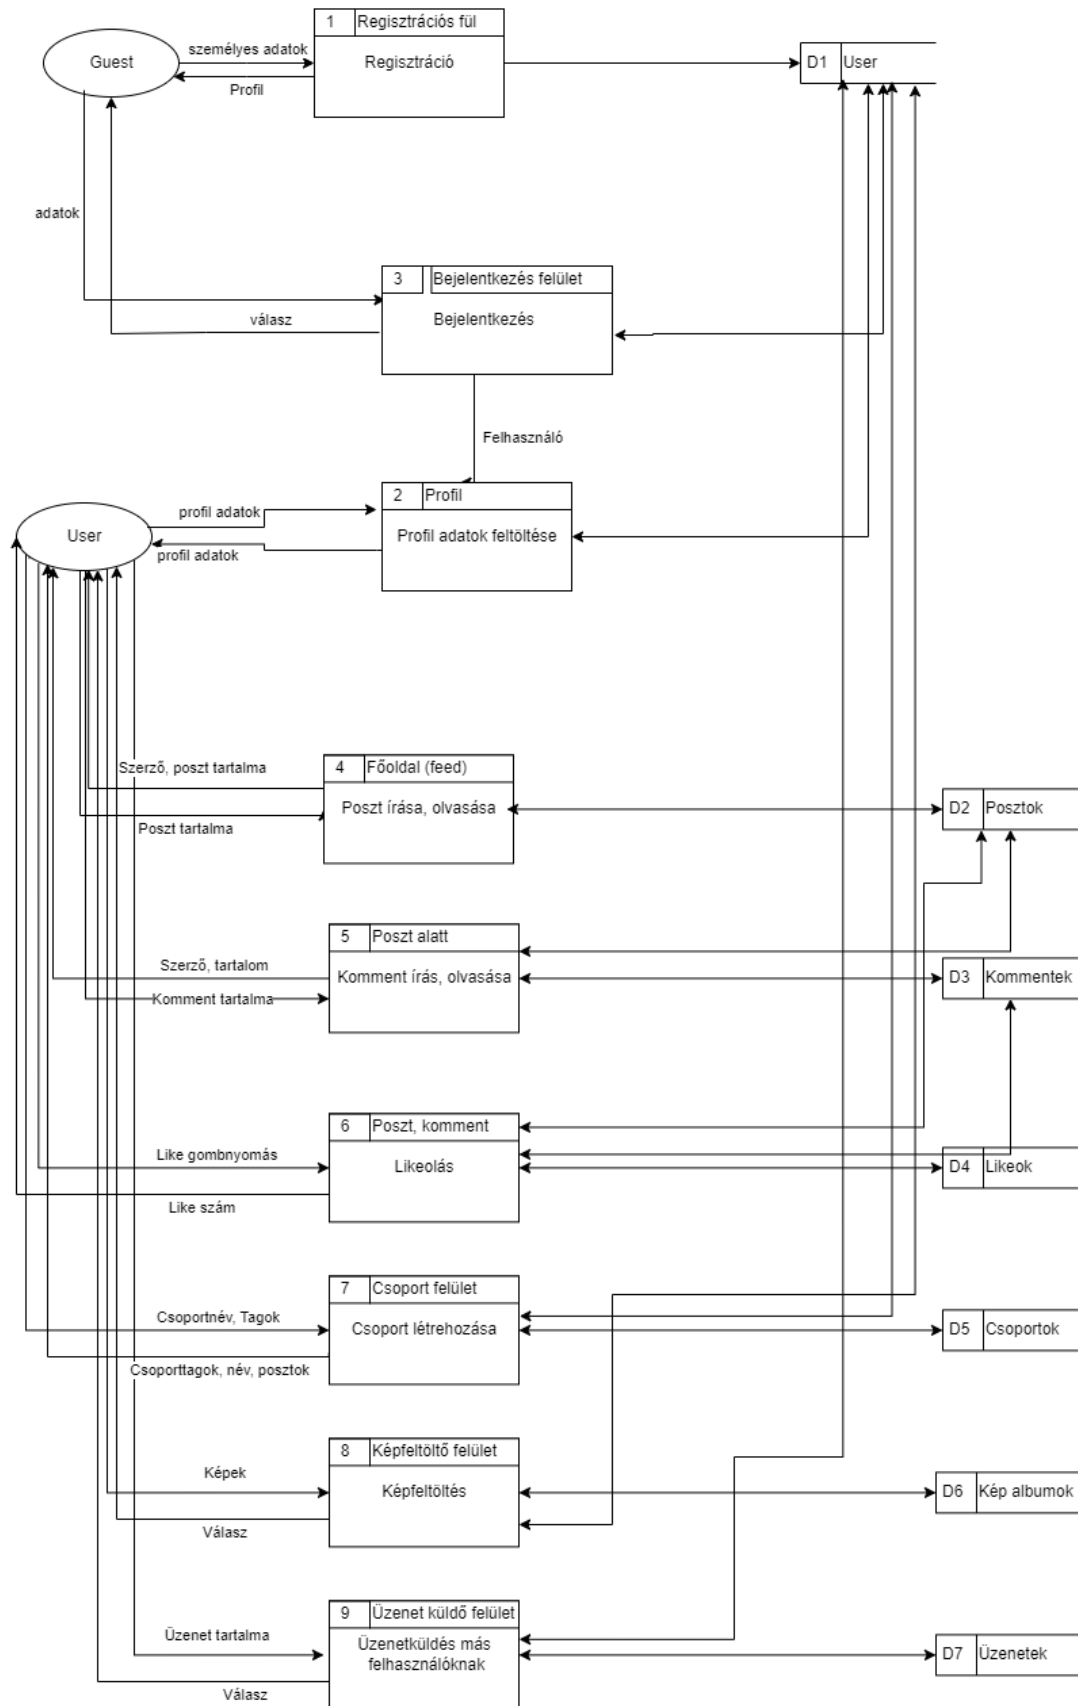 1 Regisztrációs fül
Guest
személyes adatok
Regisztráció
D1 User
Profil
adatok
3 Bejelentkezés felület
válasz
Bejelentkezés
Felhasználó
2 Profil
profil adatok
User
Profil adatok feltöltése
profil adatok
4 Főoldal (feed)
Szerző, poszt tartalma
Poszt írása, olvasása
D2 Posztok
Poszt tartalma
5 Poszt alatt
Szerző, tartalom
Komment írás, olvasása
D3 Kommentek
Komment tartalma
6 Poszt, komment
Like gombnyomás
Likeolás
D4 Likeok
Like szám
7 Csoport felület
Csoportnév, Tagok
Csoport létrehozása
D5 Csoportok
Csoporttagok, név, posztok
8 Képfeltöltő felület
Képek
Képfeltöltés
D6 Kép albumok
Válasz
9 Üzenet küldő felület
Üzenet tartalma
Üzenetküldés más
felhasználóknak
D7 Üzenetek
Válasz